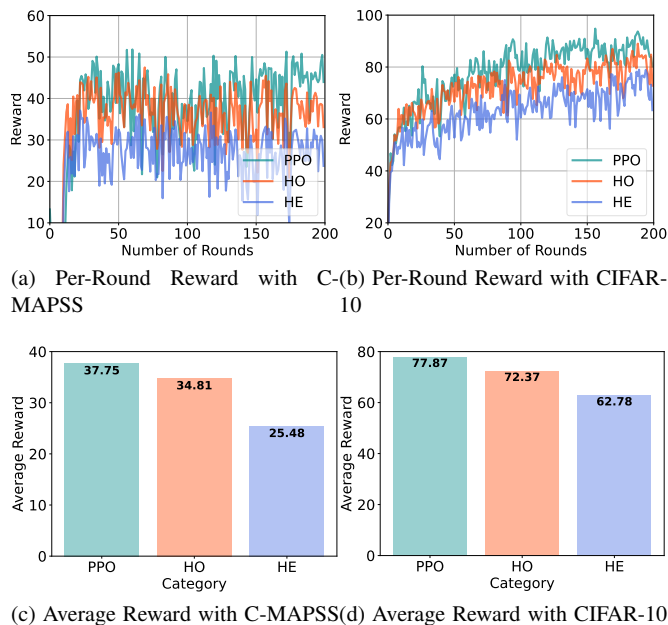 60
50
40
30
20
10
0
50
100
150
200
Reward
Number of Rounds
PPO
HO
HE
100
80
60
40
20
0
50
100
150
200
Reward
Number of Rounds
PPO
HO
HE
(a) Per-Round Reward with C-
MAPSS
(b) Per-Round Reward with CIFAR-
10
40
30
20
10
0
Average Reward
37.75
34.81
25.48
PPO
HO
HE
Category
80
60
40
20
0
Average Reward
77.87
72.37
62.78
PPO
HO
HE
Category
(c) Average Reward with C-MAPSS
(d) Average Reward with CIFAR-10